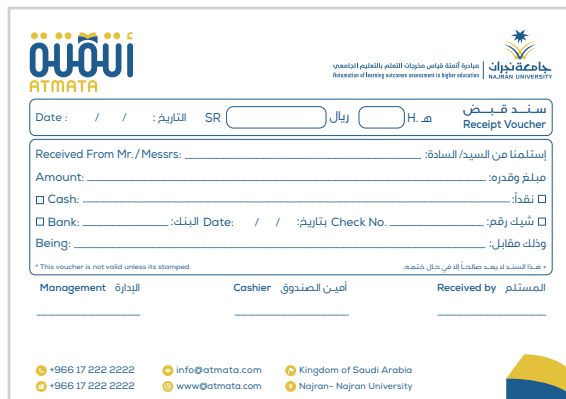 أتمتة
ATMATA
مبادرة أتمتة قياس مخرجات التعلم بالتعليم الجامعي
Automation of learning outcomes assessment in higher education
جامعة نجران
NAJRAN UNIVERSITY
Date : / / التاريخ : SR ريال H. هـ
سند قبض
Receipt Voucher
Received From Mr./ Messrs: إستلمنا من السيد/ السادة:
Amount: مبلغ وقدره:
Cash: نقداً:
Bank: البنك: Date: / / بتاريخ: Check No. شيك رقم:
Being: وذلك مقابل:
* This voucher is not valid unless its stamped. * هذا السند لا يعد صالحاً إلا في حال ختمه.
Management الإدارة Cashier أمين الصندوق Received by المستلم
+966 17 222 2222 info@atmata.com Kingdom of Saudi Arabia
+966 17 222 2222 www@atmata.com Najran- Najran University